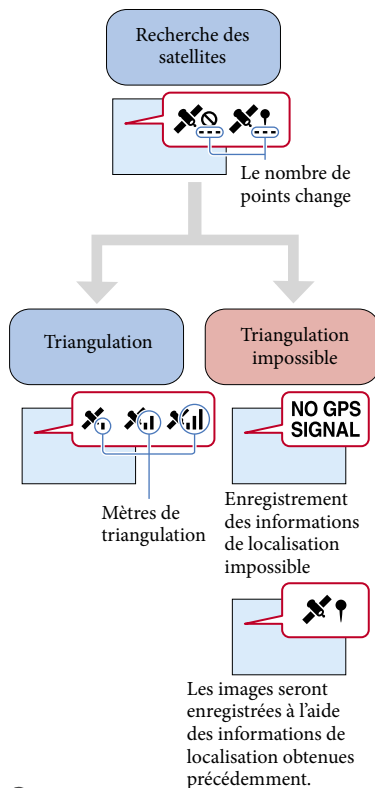 Recherche des
satellites
Le nombre de
points change
Triangulation
Triangulation
impossible
NO GPS
SIGNAL
Mètres de
triangulation
Enregistrement
des informations
de localisation
impossible
Les images seront
enregistrées à l'aide
des informations de
localisation obtenues
précédemment.